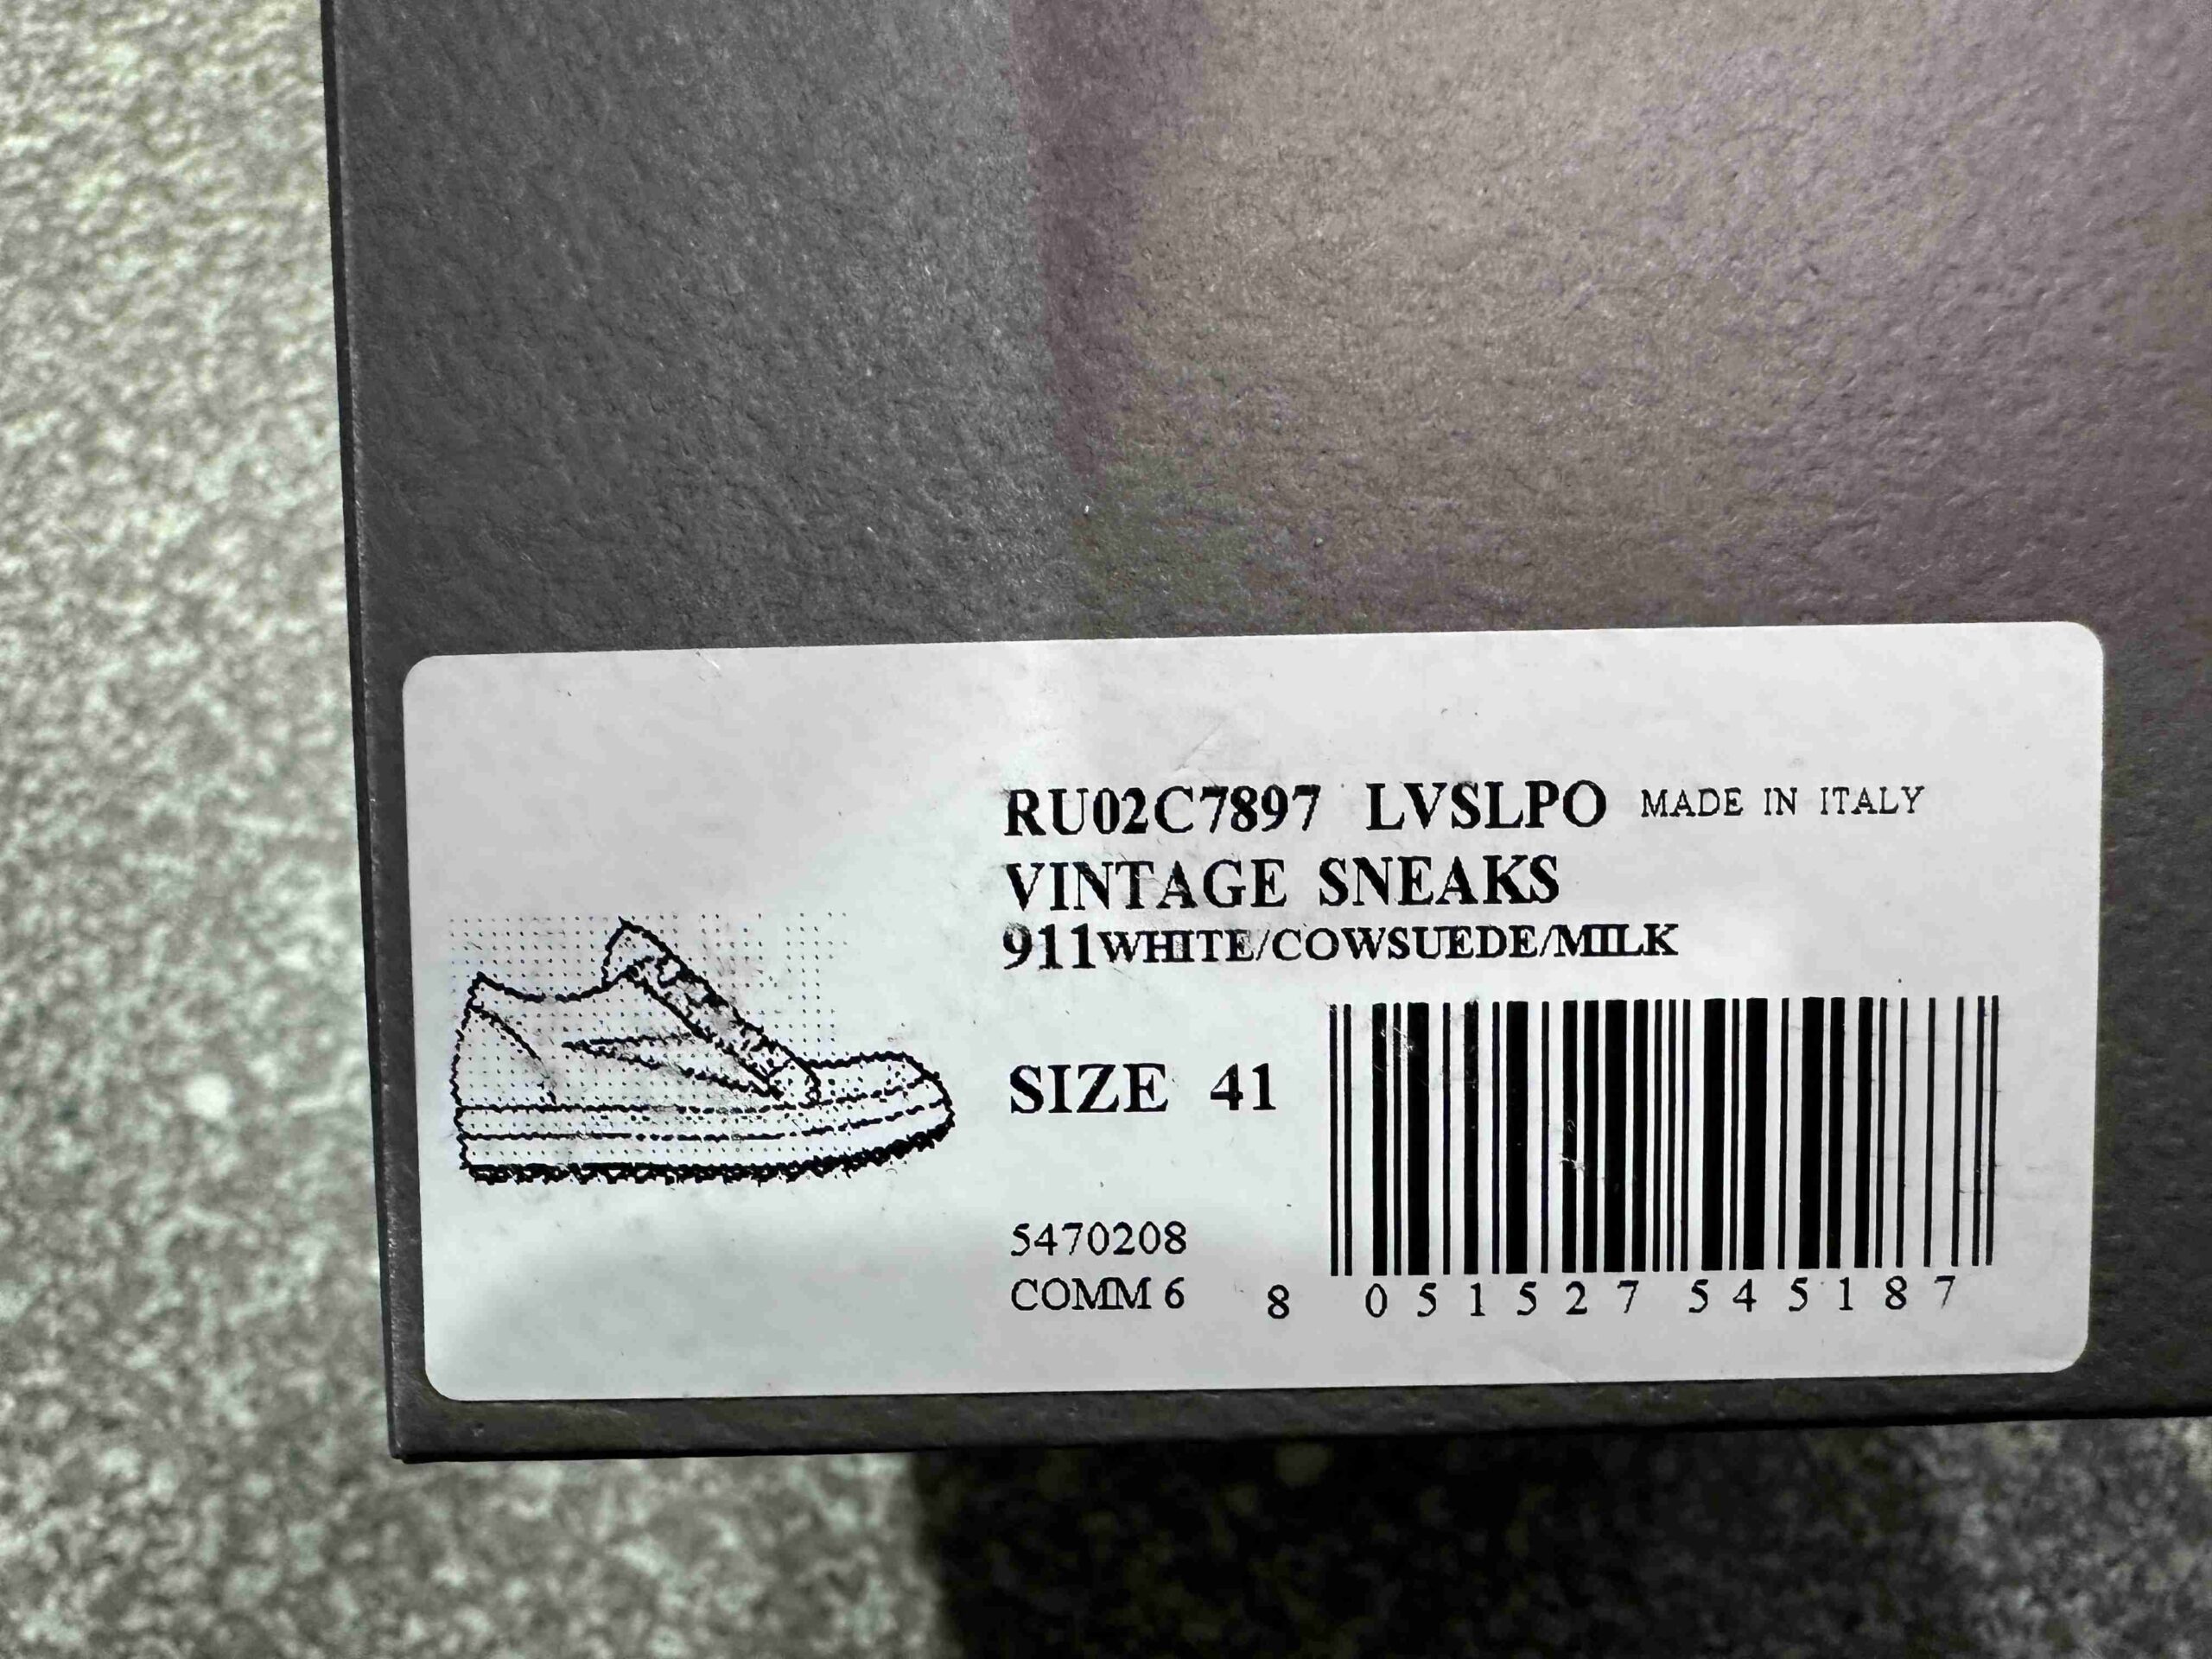 RU02C7897 LVSLPO MADE IN ITALY
VINTAGE SNEAKS
911WHITE/COWSUEDE/MILK
SIZE 41
5470208
COMM 6
8 051527 545187